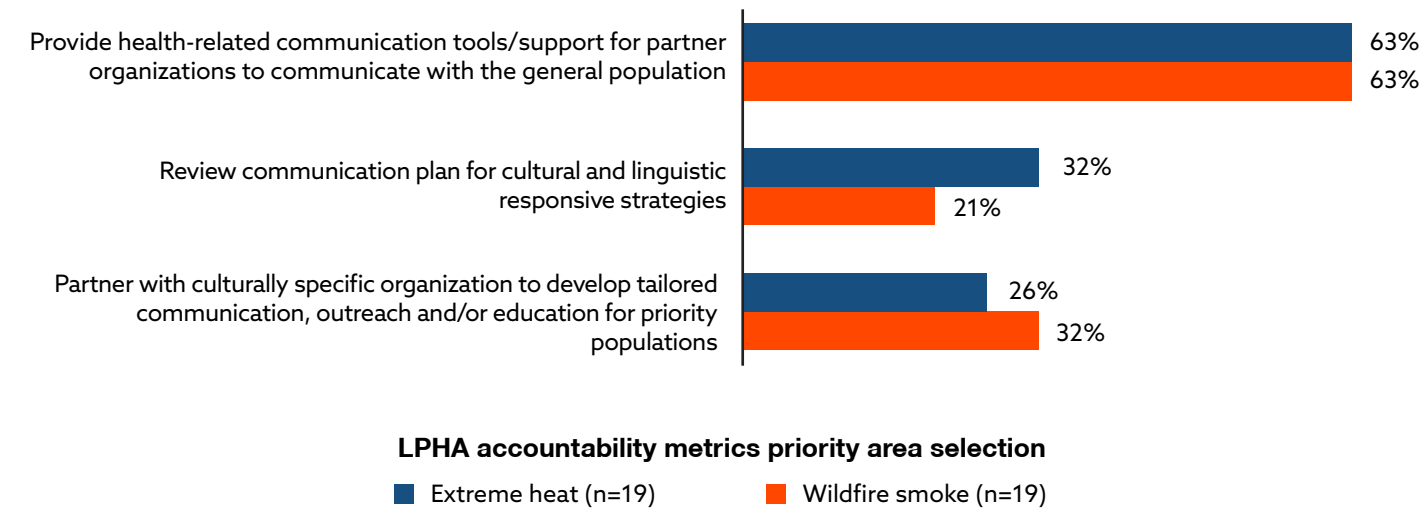 Provide health-related communication tools/support for partner
organizations to communicate with the general population
63%
63%
Review communication plan for cultural and linguistic
responsive strategies
32%
21%
Partner with culturally specific organization to develop tailored
communication, outreach and/or education for priority
populations
26%
32%
LPHA accountability metrics priority area selection
Extreme heat (n=19)
Wildfire smoke (n=19)